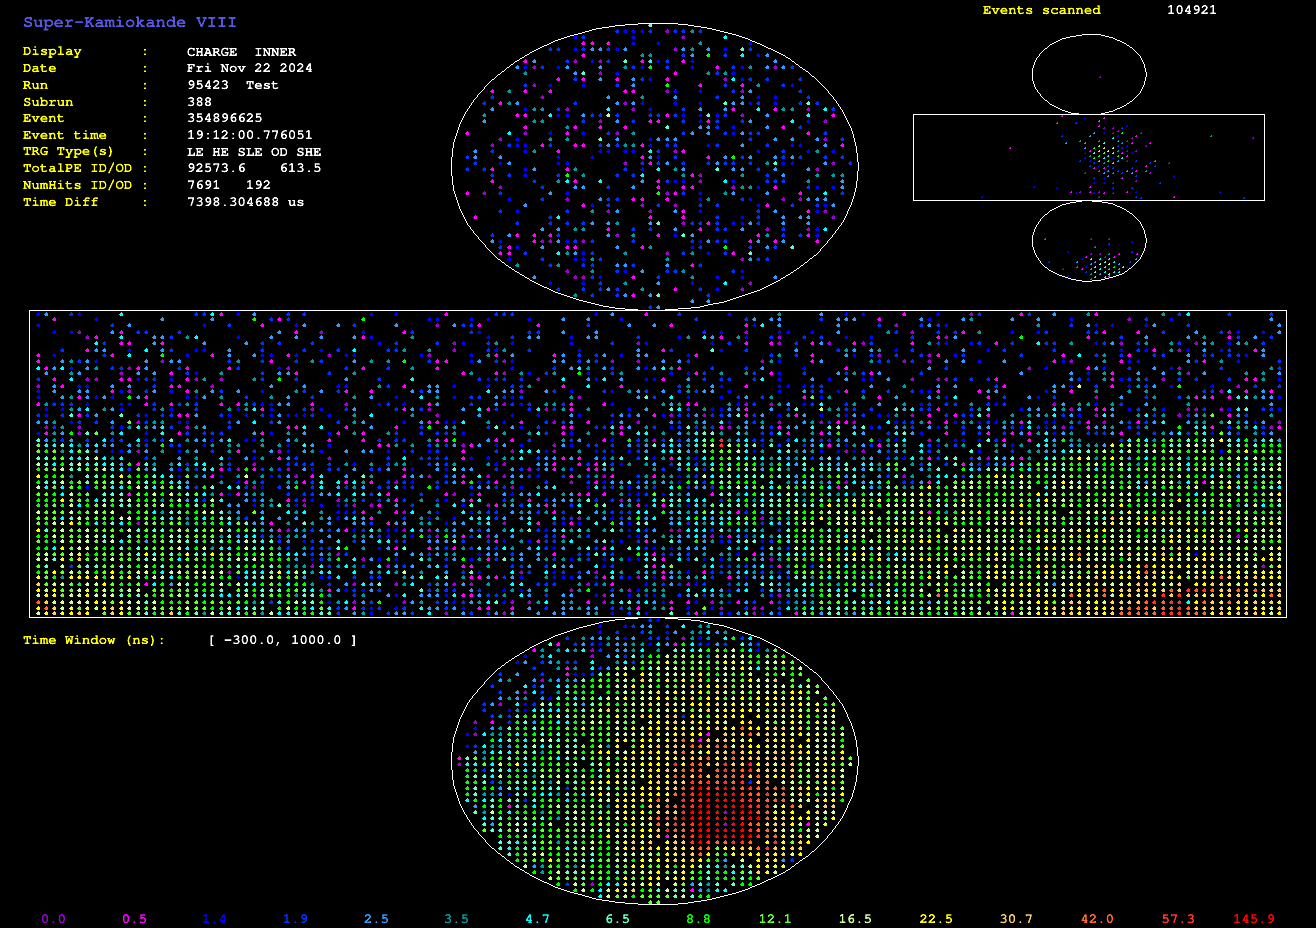 Super-Kamiokande VIII
Events scanned 104921
Display : CHARGE INNER
Date : Fri Nov 22 2024
Run : 95423 Test
Subrun : 388
Event : 354896625
Event time : 19:12:00.776051
TRG Type(s) : LE HE SLE OD SHE
TotalPE ID/OD : 92573.6 613.5
NumHits ID/OD : 7691 192
Time Diff : 7398.304688 us
Time Window (ns): [ -300.0, 1000.0 ]
0.0 0.5 1.4 1.9 2.5 3.5 4.7 6.5 8.8 12.1 16.5 22.5 30.7 42.0 57.3 145.9